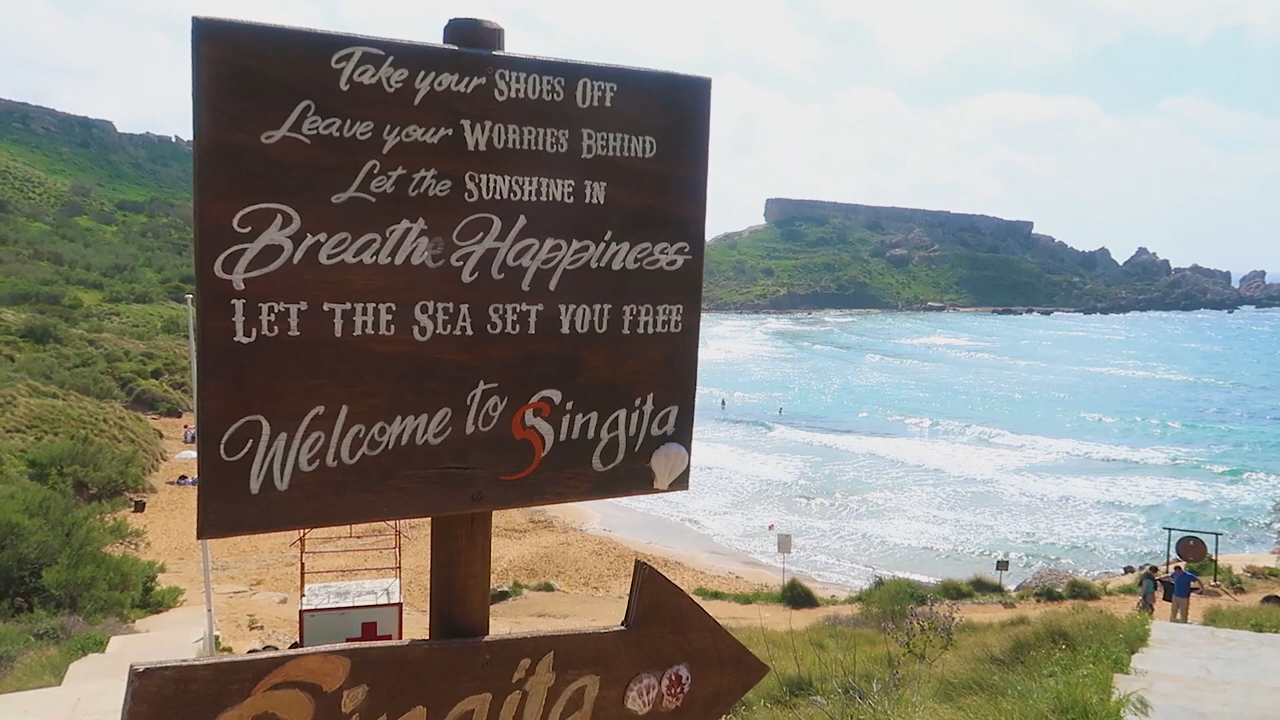 Take your SHOES OFF
Leave your WORRIES BEHIND
Let the SUNSHINE IN
Breathe Happiness
LET THE SEA SET YOU FREE
Welcome to Singita
Singita